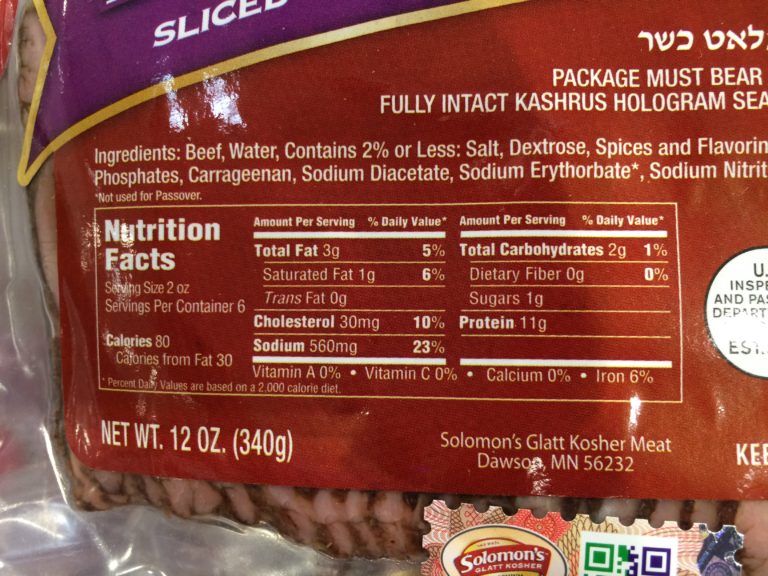 SLICED
גלאט כשר
PACKAGE MUST BEAR
FULLY INTACT KASHRUS HOLOGRAM SEA
Ingredients: Beef, Water, Contains 2% or Less: Salt, Dextrose, Spices and Flavorin
Phosphates, Carrageenan, Sodium Diacetate, Sodium Erythorbate*, Sodium Nitrit
*Not used for Passover.
Nutrition
Facts
Serving Size 2 oz
Servings Per Container 6
Calories 80
Calories from Fat 30
Amount Per Serving % Daily Value*
Total Fat 3g 5%
Saturated Fat 1g 6%
Trans Fat 0g
Cholesterol 30mg 10%
Sodium 560mg 23%
Amount Per Serving % Daily Value*
Total Carbohydrates 2g 1%
Dietary Fiber 0g 0%
Sugars 1g
Protein 11g
Vitamin A 0% • Vitamin C 0% • Calcium 0% • Iron 6%
* Percent Daily Values are based on a 2,000 calorie diet.
U.
INSPE
AND PAS
DEPART
EST.
NET WT. 12 OZ. (340g)
Solomon's Glatt Kosher Meat
Dawson, MN 56232
KEE
Solomon's
GLATT KOSHER